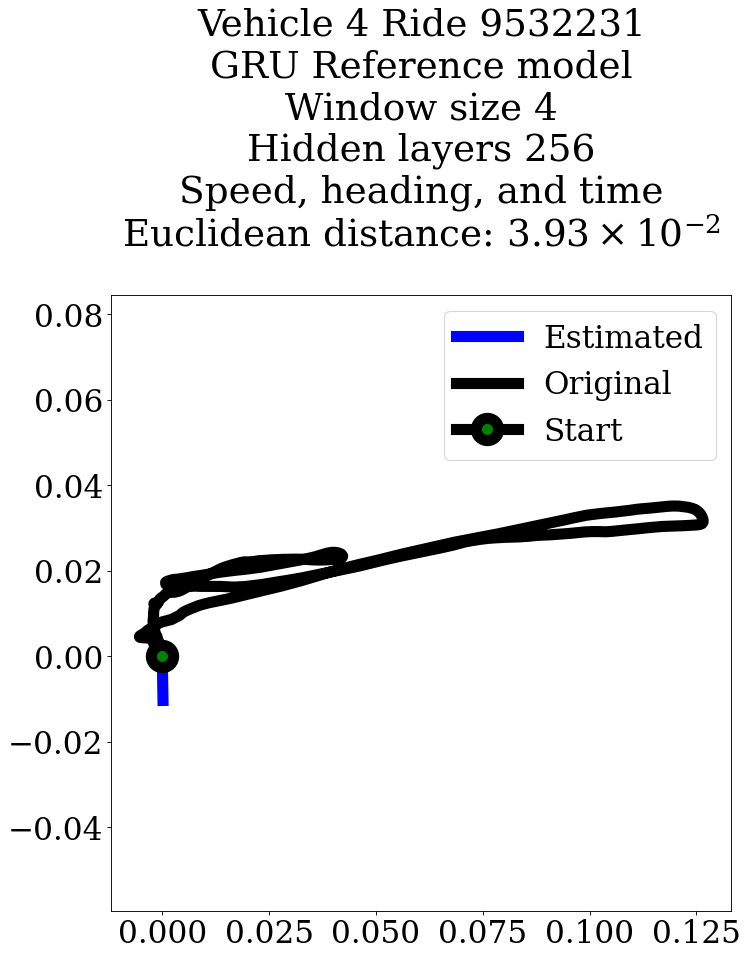 Vehicle 4 Ride 9532231
GRU Reference model
Window size 4
Hidden layers 256
Speed, heading, and time
Euclidean distance: 3.93 × 10⁻²
Estimated
Original
Start
0.08
0.06
0.04
0.02
0.00
−0.02
−0.04
0.000 0.025 0.050 0.075 0.100 0.125